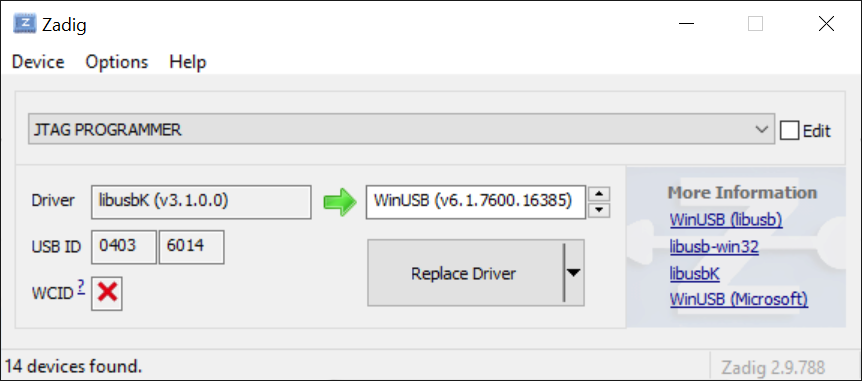 Zadig
Device Options Help
JTAG PROGRAMMER Edit
More Information
Driver libusbK (v3.1.0.0) WinUSB (v6.1.7600.16385)
WinUSB (libusb)
USB ID 0403 6014
libusb-win32
Replace Driver
libusbK
WCID ?
WinUSB (Microsoft)
14 devices found. Zadig 2.9.788